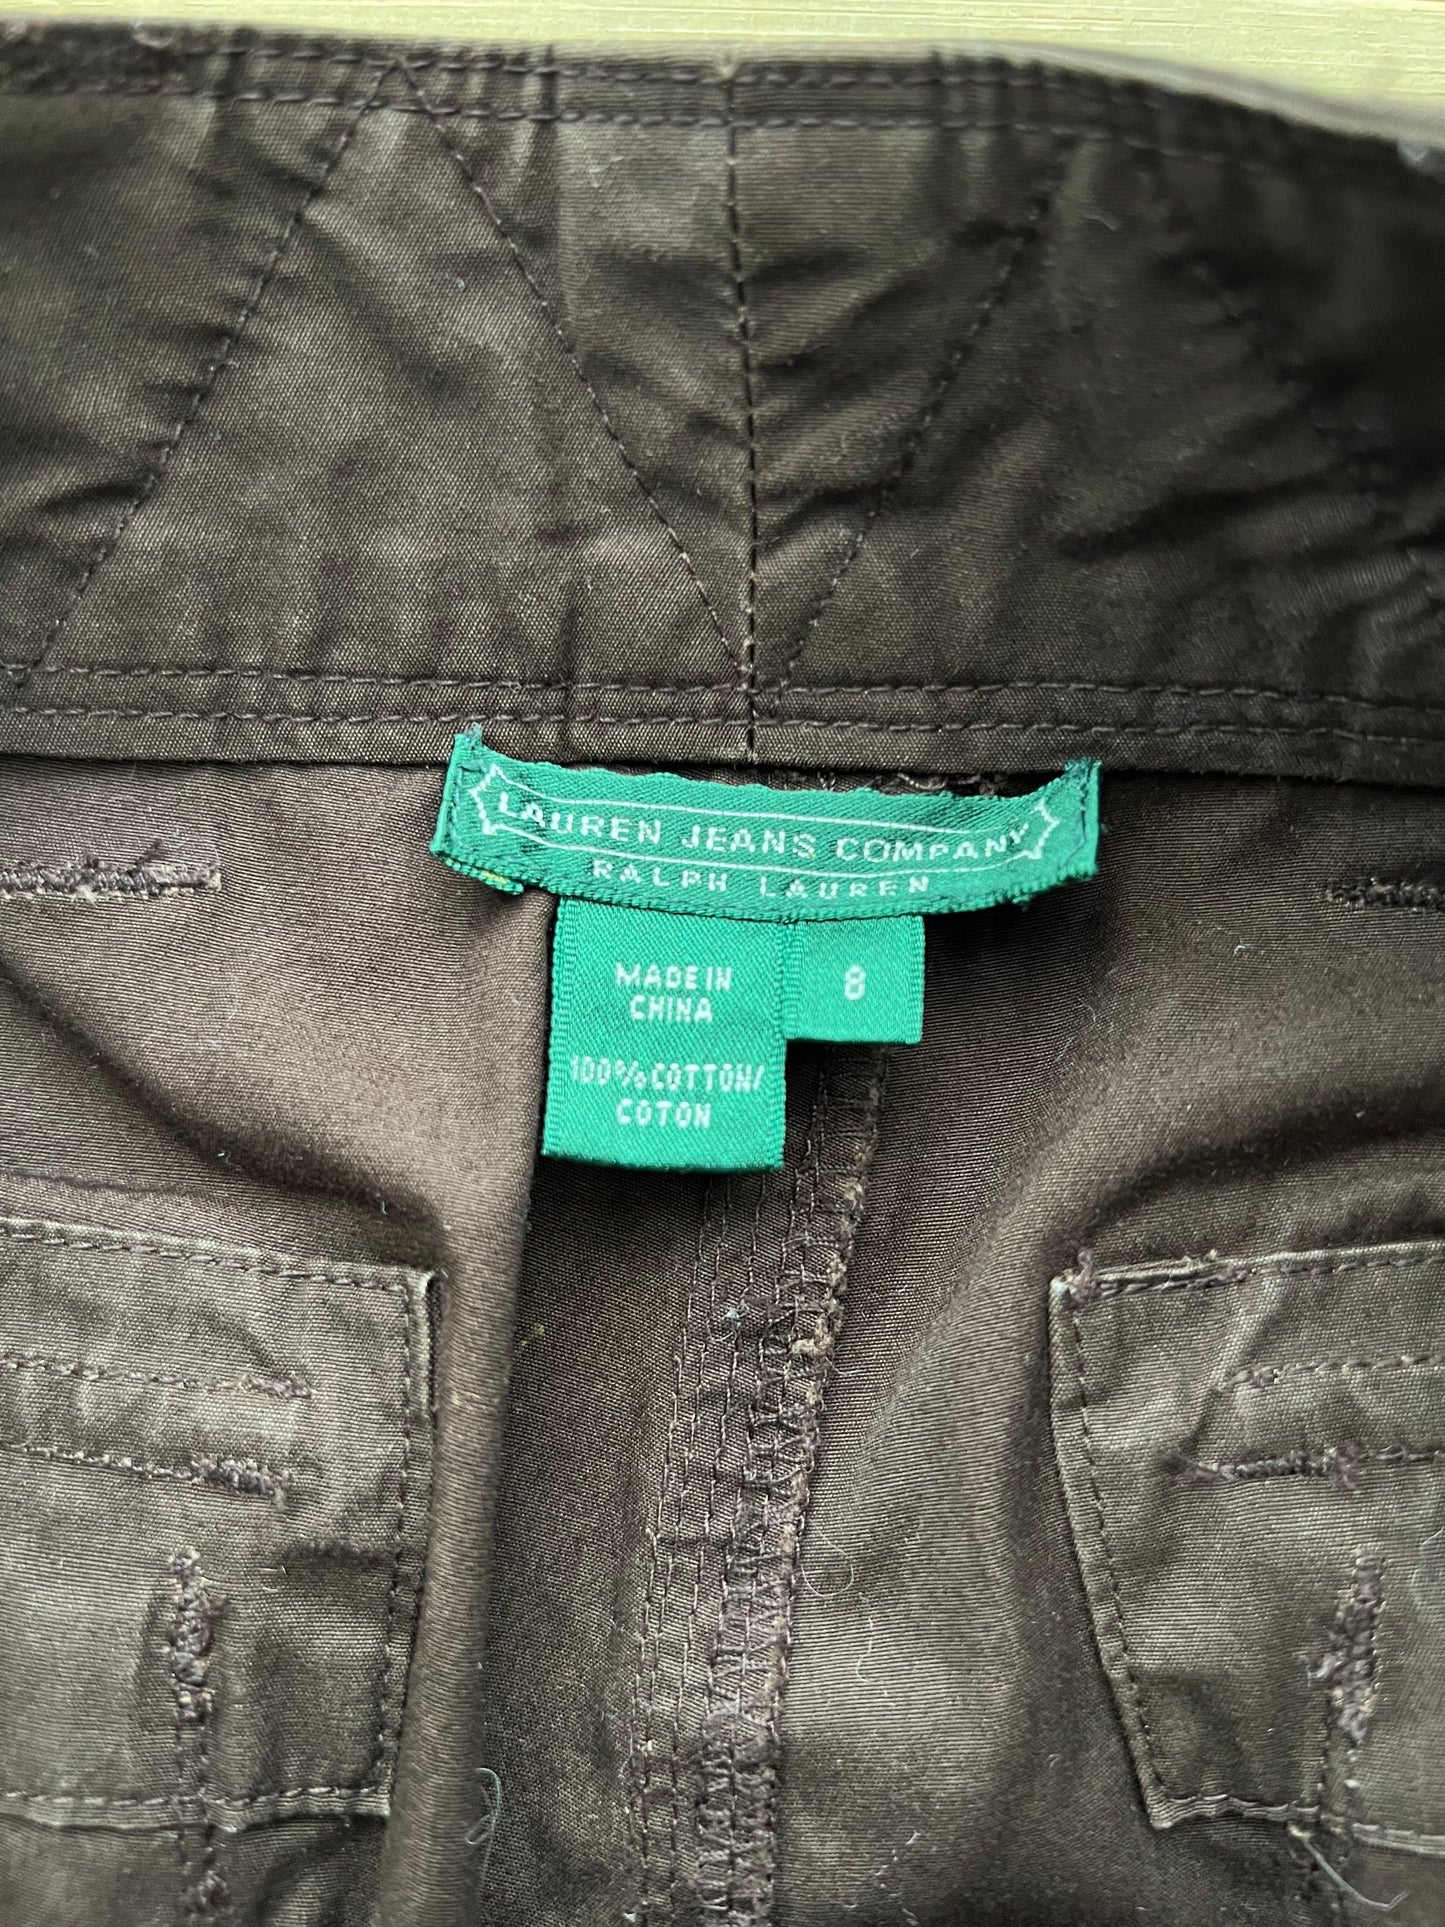 LAUREN JEANS COMPANY
RALPH LAUREN
MADE IN
CHINA
8
100% COTTON/
COTON